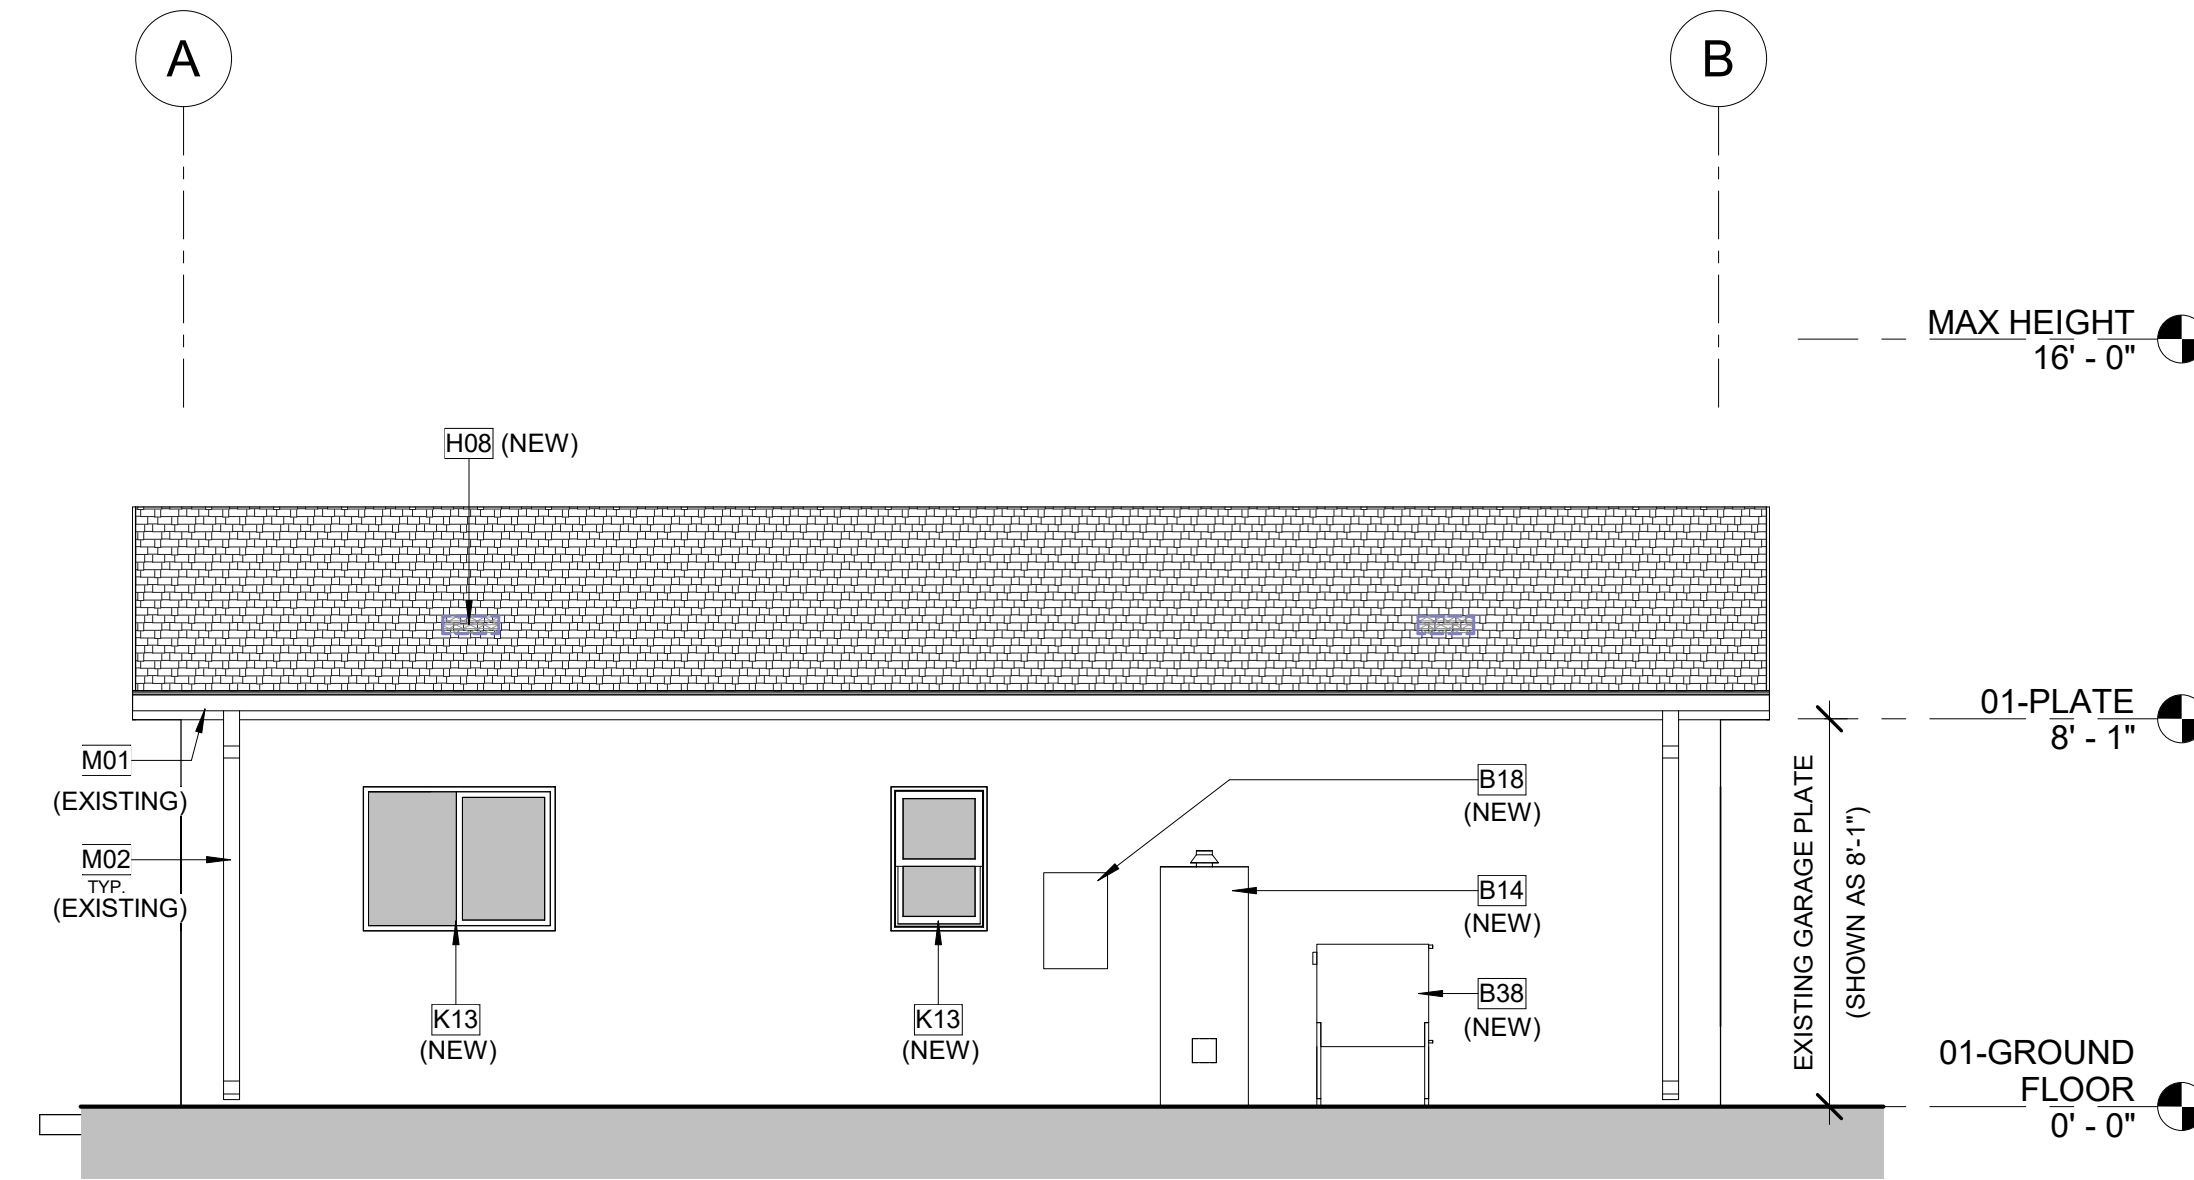 A
B
MAX HEIGHT
16' - 0"
H08 (NEW)
01-PLATE
8' - 1"
M01
(EXISTING)
B18
(NEW)
M02
TYP.
(EXISTING)
B14
(NEW)
EXISTING GARAGE PLATE
(SHOWN AS 8'-1")
B38
(NEW)
K13
(NEW)
K13
(NEW)
01-GROUND
FLOOR
0' - 0"